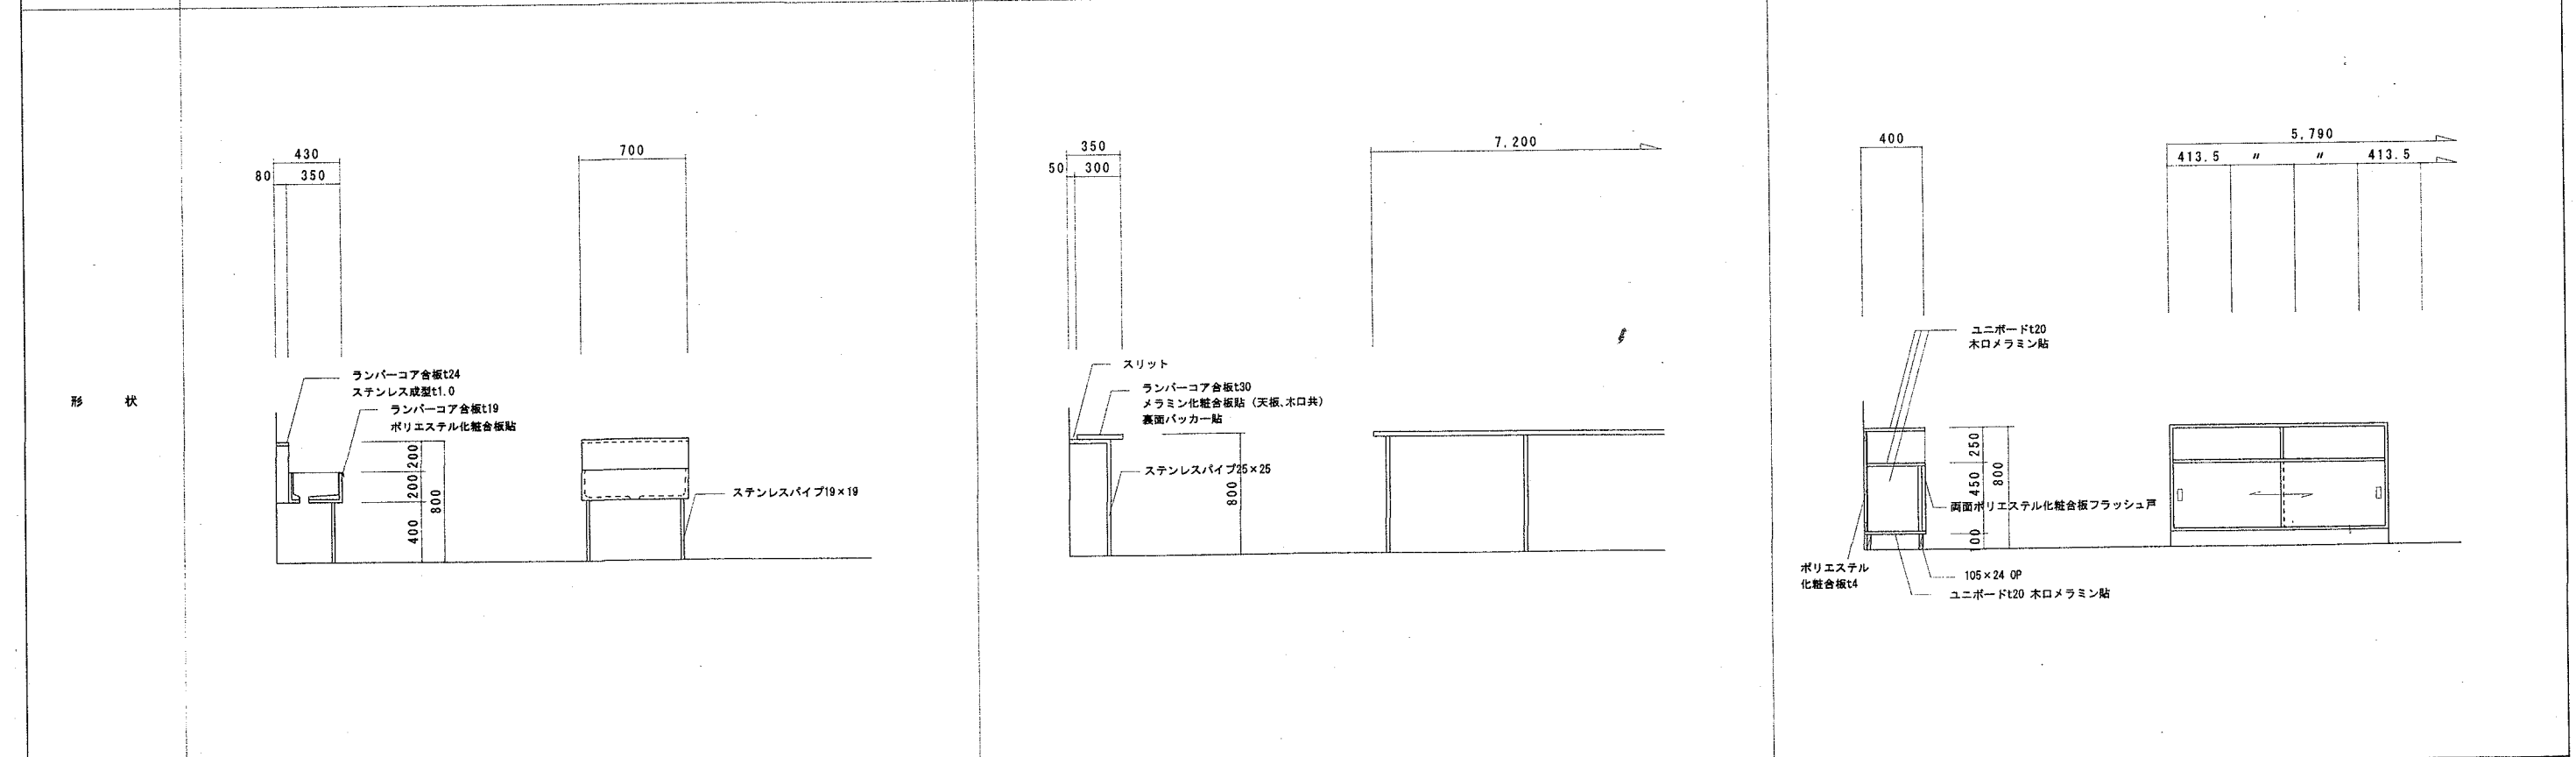 形 状
430
80 350
700
ランバーコア合板t24
ステンレス成型t1.0
ランバーコア合板t19
ポリエステル化粧合板貼
200
200
400
800
ステンレスパイプ19×19
350
50 300
7,200
スリット
ランバーコア合板t30
メラミン化粧合板貼（天板、木口共）
裏面バッカー貼
ステンレスパイプ25×25
800
400
5,790
413.5 〃 〃 413.5
ユニボードt20
木口メラミン貼
250
450
100
800
両面ポリエステル化粧合板フラッシュ戸
ポリエステル
化粧合板t4
105×24 OP
ユニボードt20 木口メラミン貼